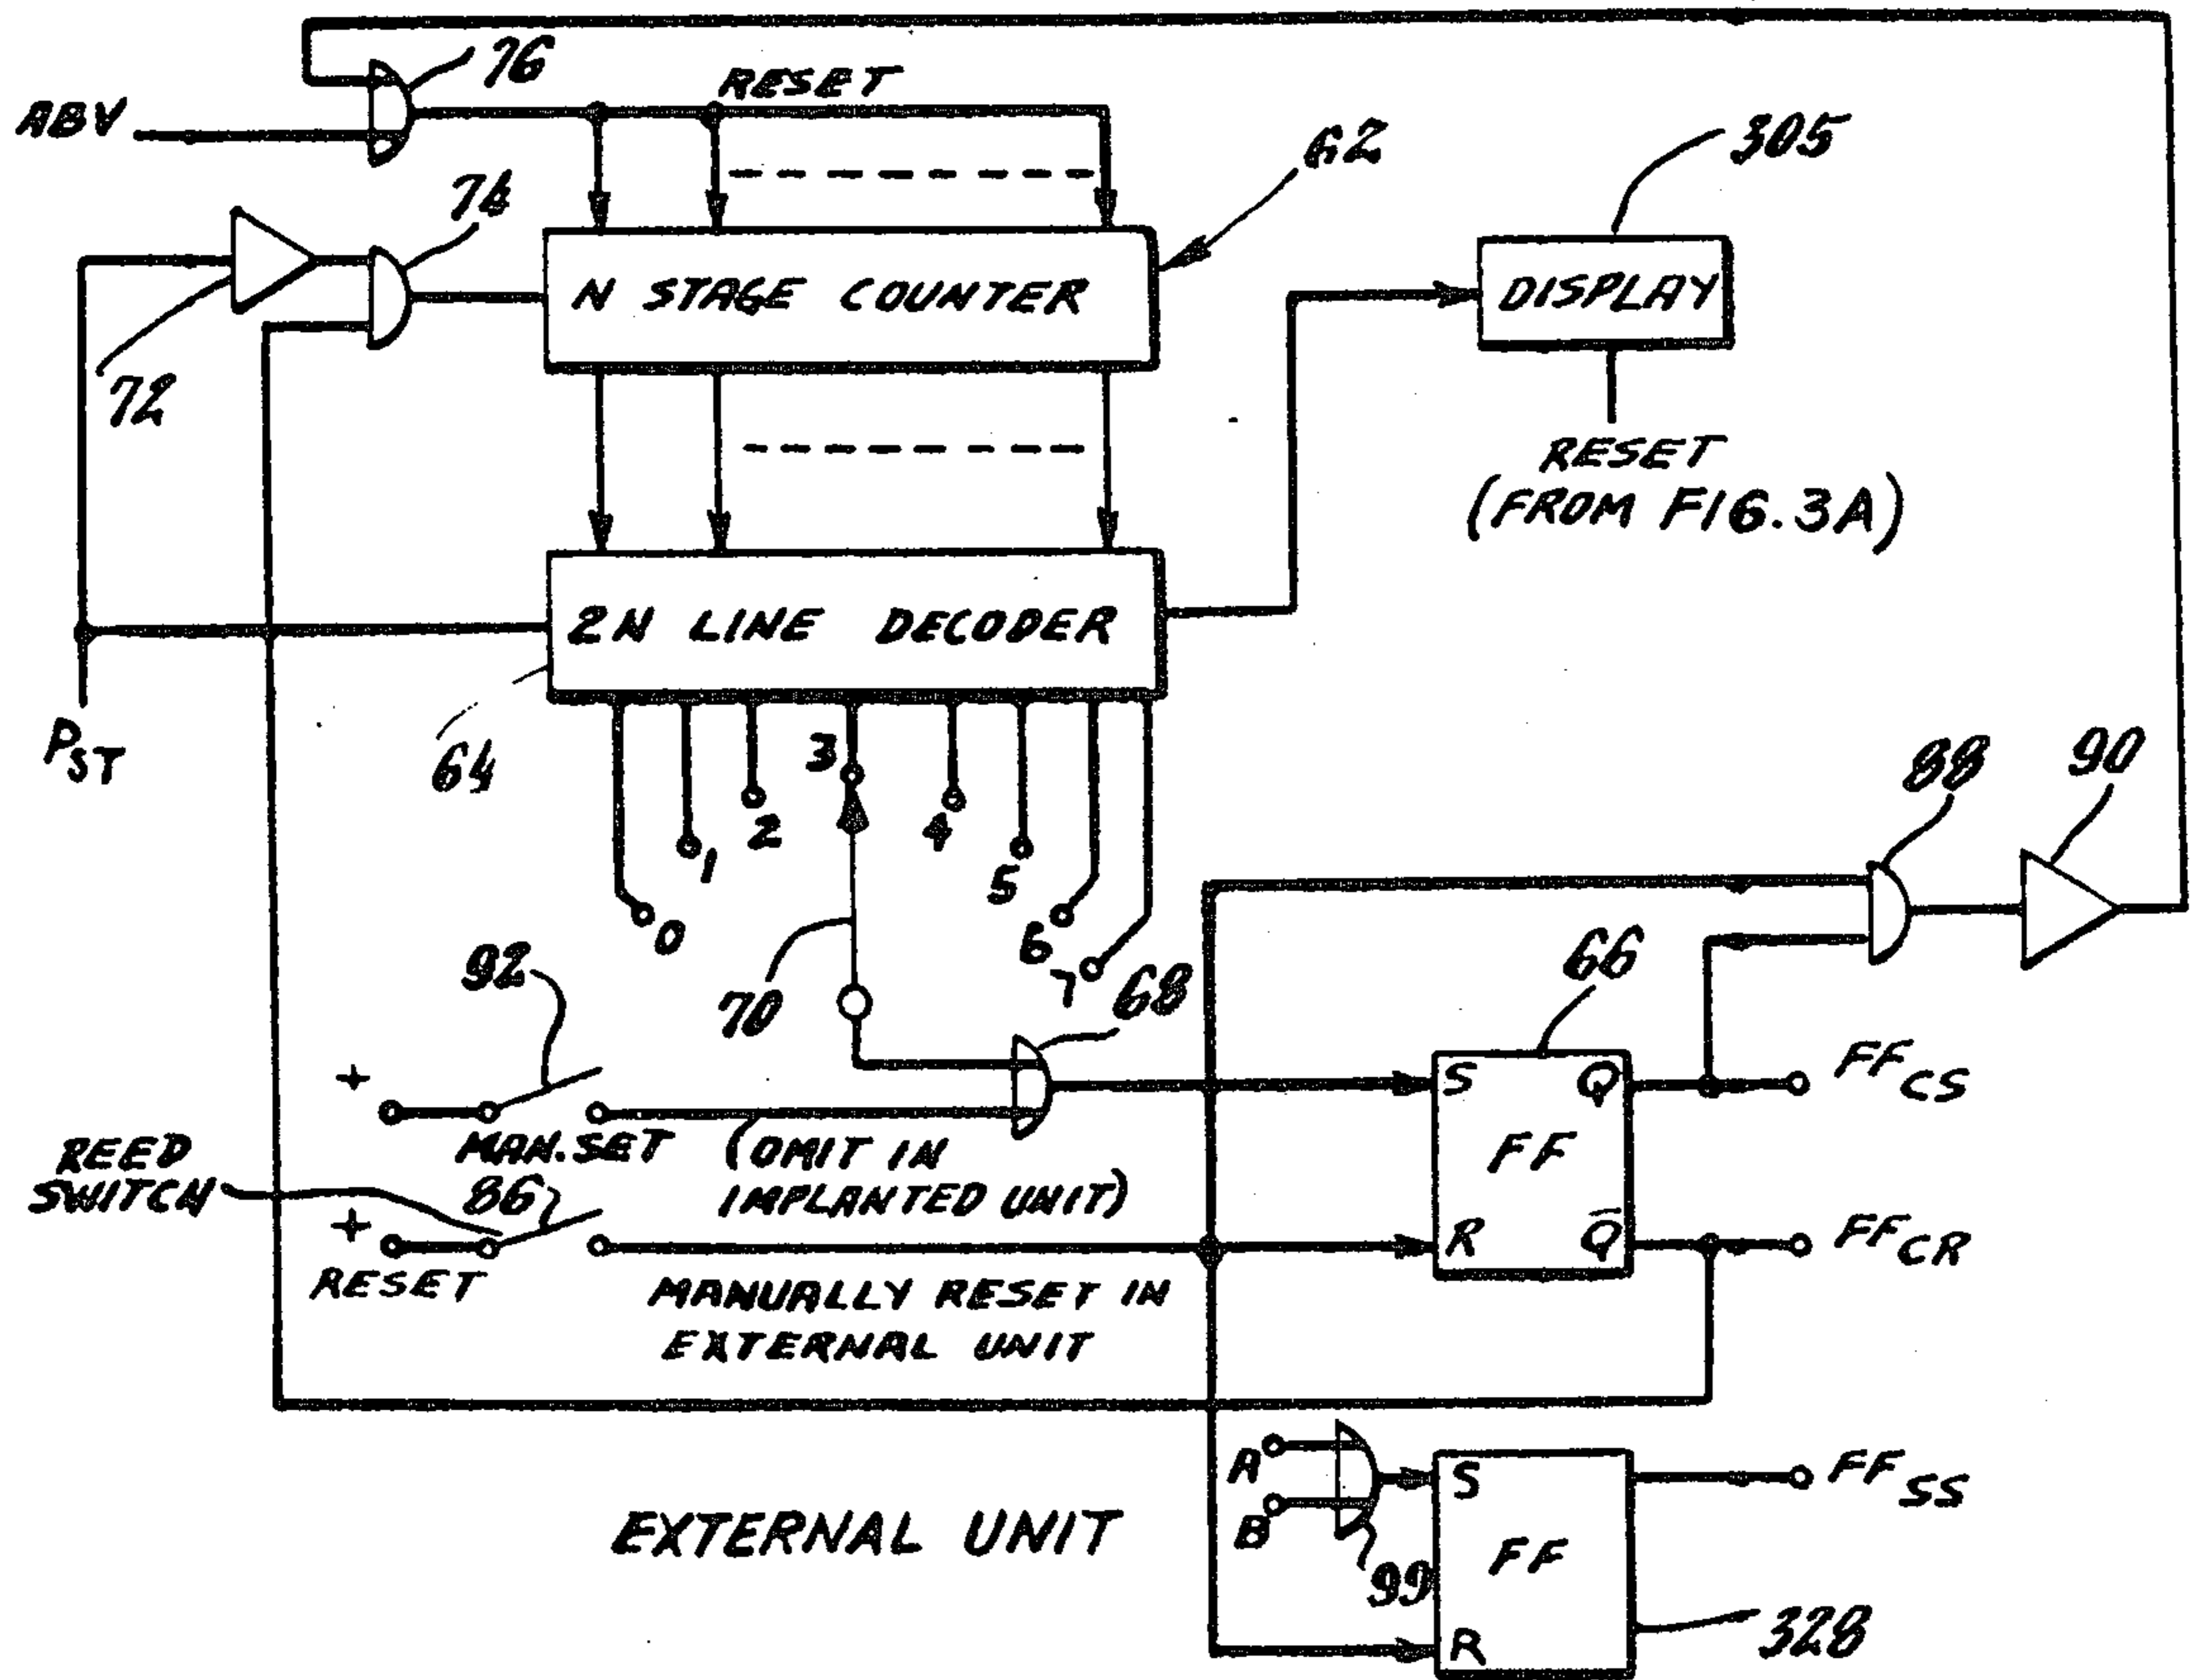 76
RESET
ABV
62
305
74
N STAGE COUNTER
DISPLAY
72
RESET
(FROM FIG.3A)
2N LINE DECODER
PST
64
3
2
4
1
5
0
6
7
88
90
92
70
68
66
+
S
Q
FFCS
MAN.SET
(OMIT IN
IMPLANTED UNIT)
FF
REED
SWITCH
86
+
RESET
R
Q̅
FFCR
MANUALLY RESET IN
EXTERNAL UNIT
A
B
99
S
FF
R
FFSS
EXTERNAL UNIT
328